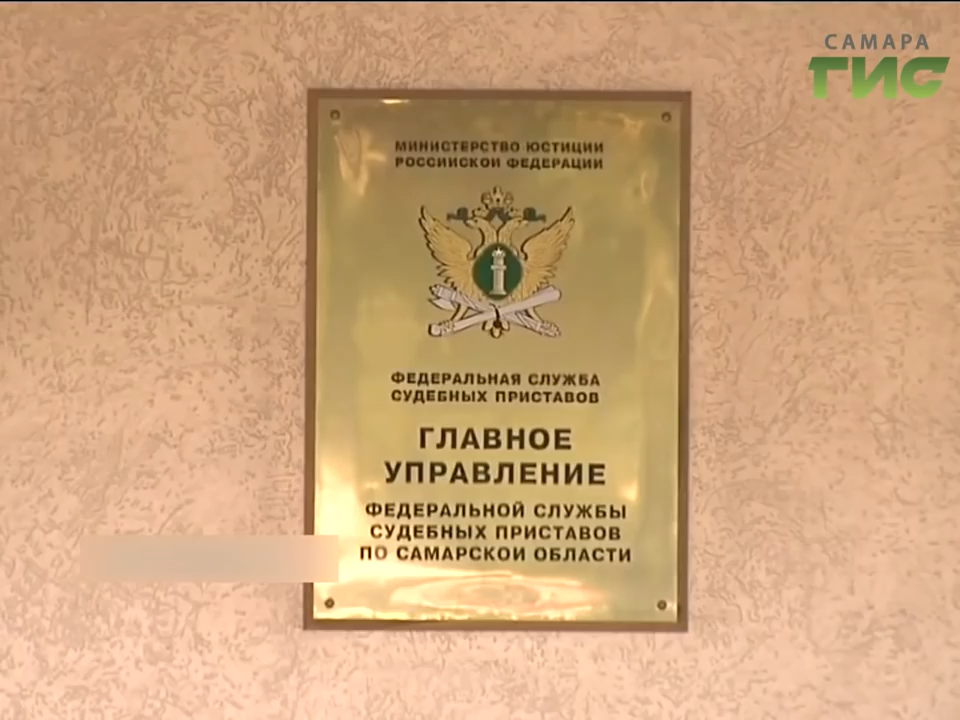 САМАРА
ГИС
МИНИСТЕРСТВО ЮСТИЦИИ
РОССИЙСКОЙ ФЕДЕРАЦИИ
ФЕДЕРАЛЬНАЯ СЛУЖБА
СУДЕБНЫХ ПРИСТАВОВ
ГЛАВНОЕ
УПРАВЛЕНИЕ
ФЕДЕРАЛЬНОЙ СЛУЖБЫ
СУДЕБНЫХ ПРИСТАВОВ
ПО САМАРСКОЙ ОБЛАСТИ